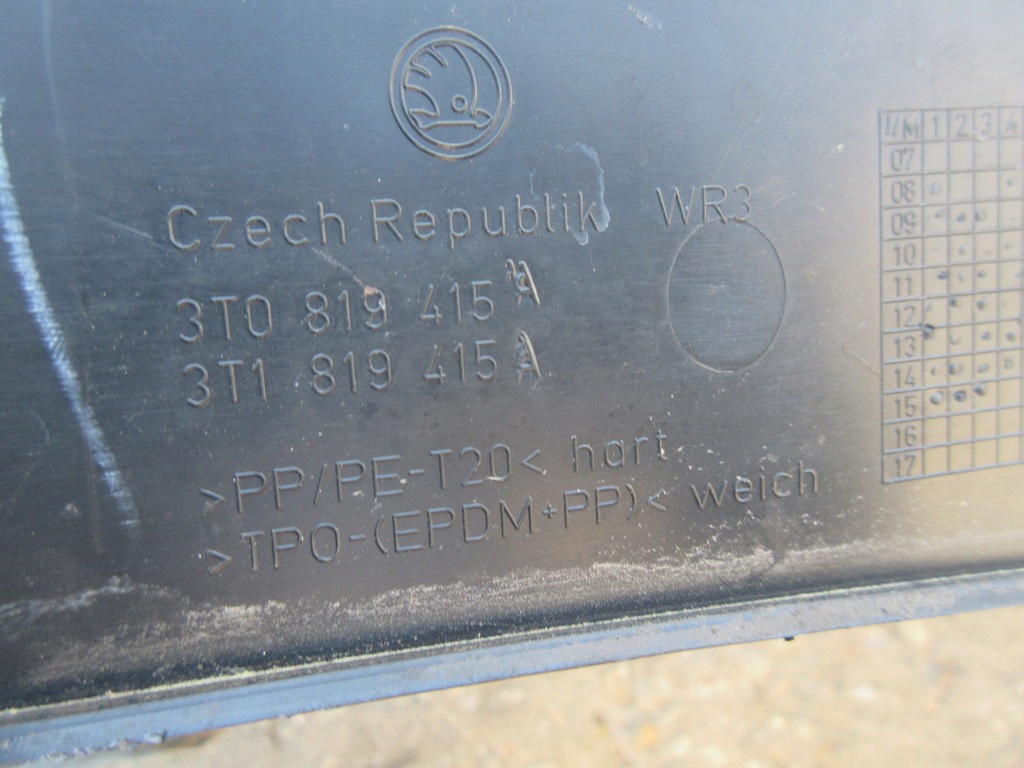 Czech Republik WR3
3T0 819 415 A
3T1 819 415 A
>PP/PE-T20< hart
>TPO-(EPDM+PP)< weich
J/M 1 2 3 4
07
08
09
10
11
12
13
14
15
16
17